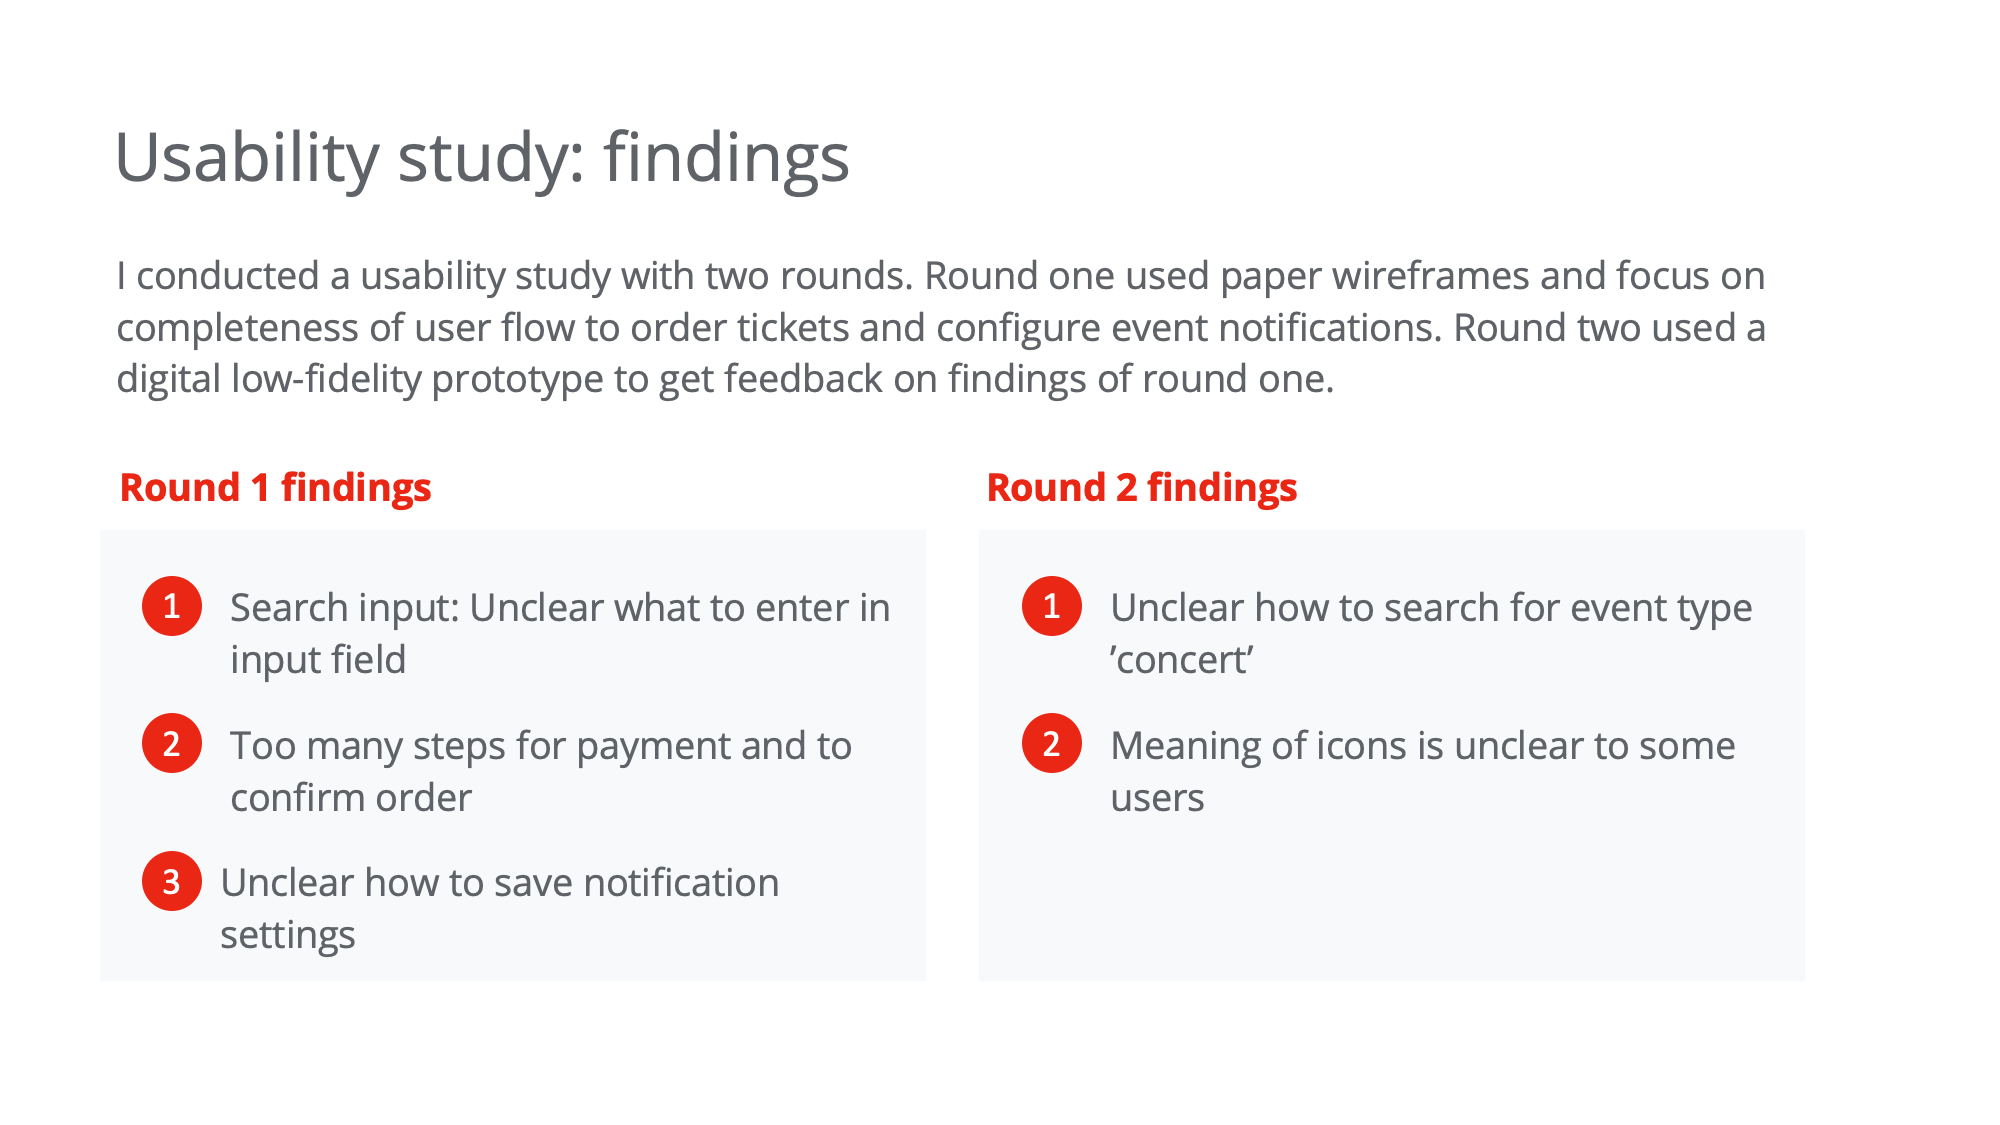 Usability study: findings
I conducted a usability study with two rounds. Round one used paper wireframes and focus on
completeness of user flow to order tickets and configure event notifications. Round two used a
digital low-fidelity prototype to get feedback on findings of round one.
Round 1 findings
1 Search input: Unclear what to enter in
input field
2 Too many steps for payment and to
confirm order
3 Unclear how to save notification
settings
Round 2 findings
1 Unclear how to search for event type
’concert’
2 Meaning of icons is unclear to some
users